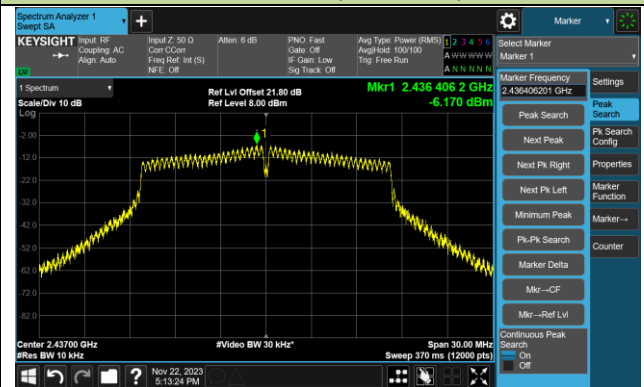 Spectrum Analyzer 1
Swept SA
Marker
KEYSIGHT
Input: RF
Coupling: AC
Align: Auto
Input Z: 50 Ω
Corr CCorr
Freq Ref: Int (S)
NFE: Off
Atten: 6 dB
PNO: Fast
Gate: Off
IF Gain: Low
Sig Track: Off
Avg Type: Power (RMS)
Avg|Hold: 100/100
Trig: Free Run
1 2 3 4 5 6
A W W W W W
A N N N N N
LXI
Select Marker
Marker 1
1 Spectrum
Scale/Div 10 dB
Log
Ref Lvl Offset 21.80 dB
Ref Level 8.00 dBm
Mkr1 2.436 406 2 GHz
-6.170 dBm
1
-2.00
-12.0
-22.0
-32.0
-42.0
-52.0
-62.0
-72.0
-82.0
Center 2.43700 GHz
#Res BW 10 kHz
#Video BW 30 kHz*
Span 30.00 MHz
Sweep 370 ms (12000 pts)
Marker Frequency
2.436406201 GHz
Peak Search
Next Peak
Next Pk Right
Next Pk Left
Minimum Peak
Pk-Pk Search
Marker Delta
Mkr→CF
Mkr→Ref Lvl
Continuous Peak
Search
On
Off
Settings
Peak
Search
Pk Search
Config
Properties
Marker
Function
Marker→
Counter
?
Nov 22, 2023
5:13:24 PM